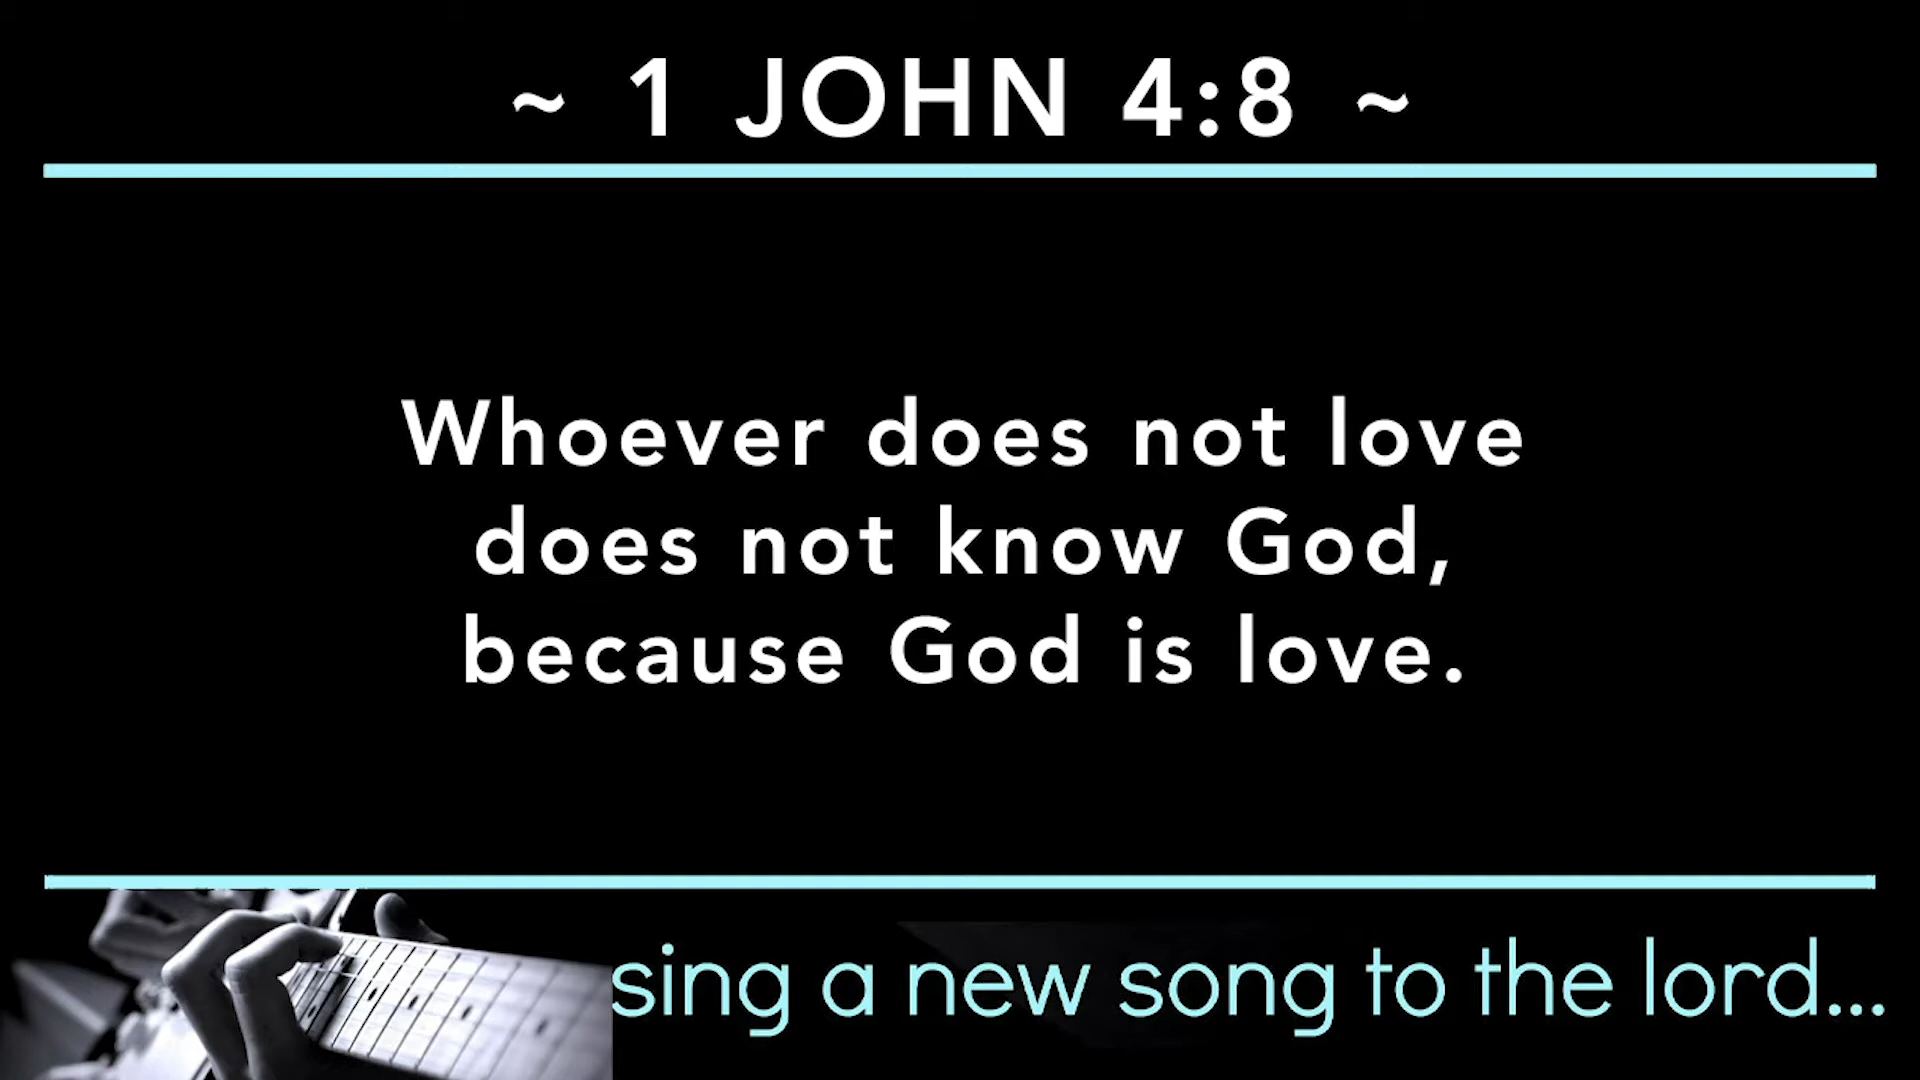 ~ 1 JOHN 4:8 ~
Whoever does not love
does not know God,
because God is love.
sing a new song to the lord...